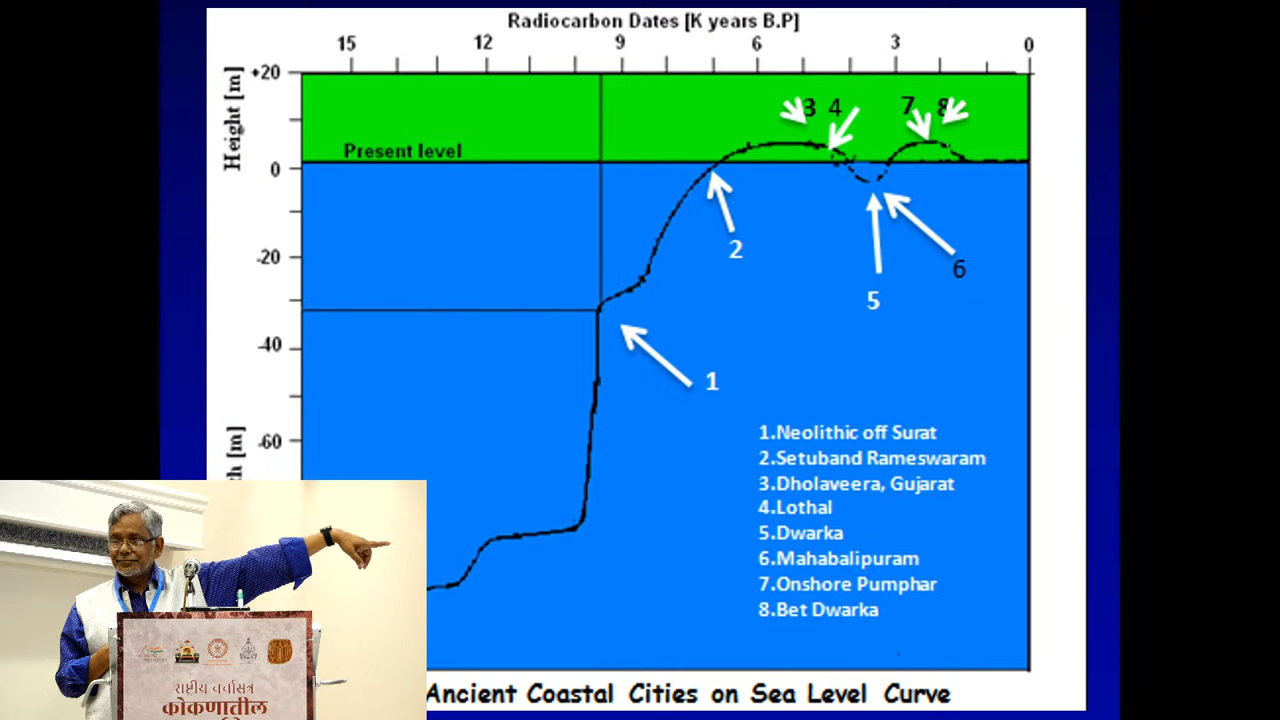 Radiocarbon Dates [K years B.P]
15 12 9 6 3 0
+20
Height [m]
3 4 7 8
Present level
0
2
-20
6
5
-40
1
-60
1.Neolithic off Surat
2.Setuband Rameswaram
3.Dholaveera, Gujarat
4.Lothal
5.Dwarka
6.Mahabalipuram
7.Onshore Pumphar
8.Bet Dwarka
Ancient Coastal Cities on Sea Level Curve
राष्ट्रीय चर्चासत्र
कोकणातील